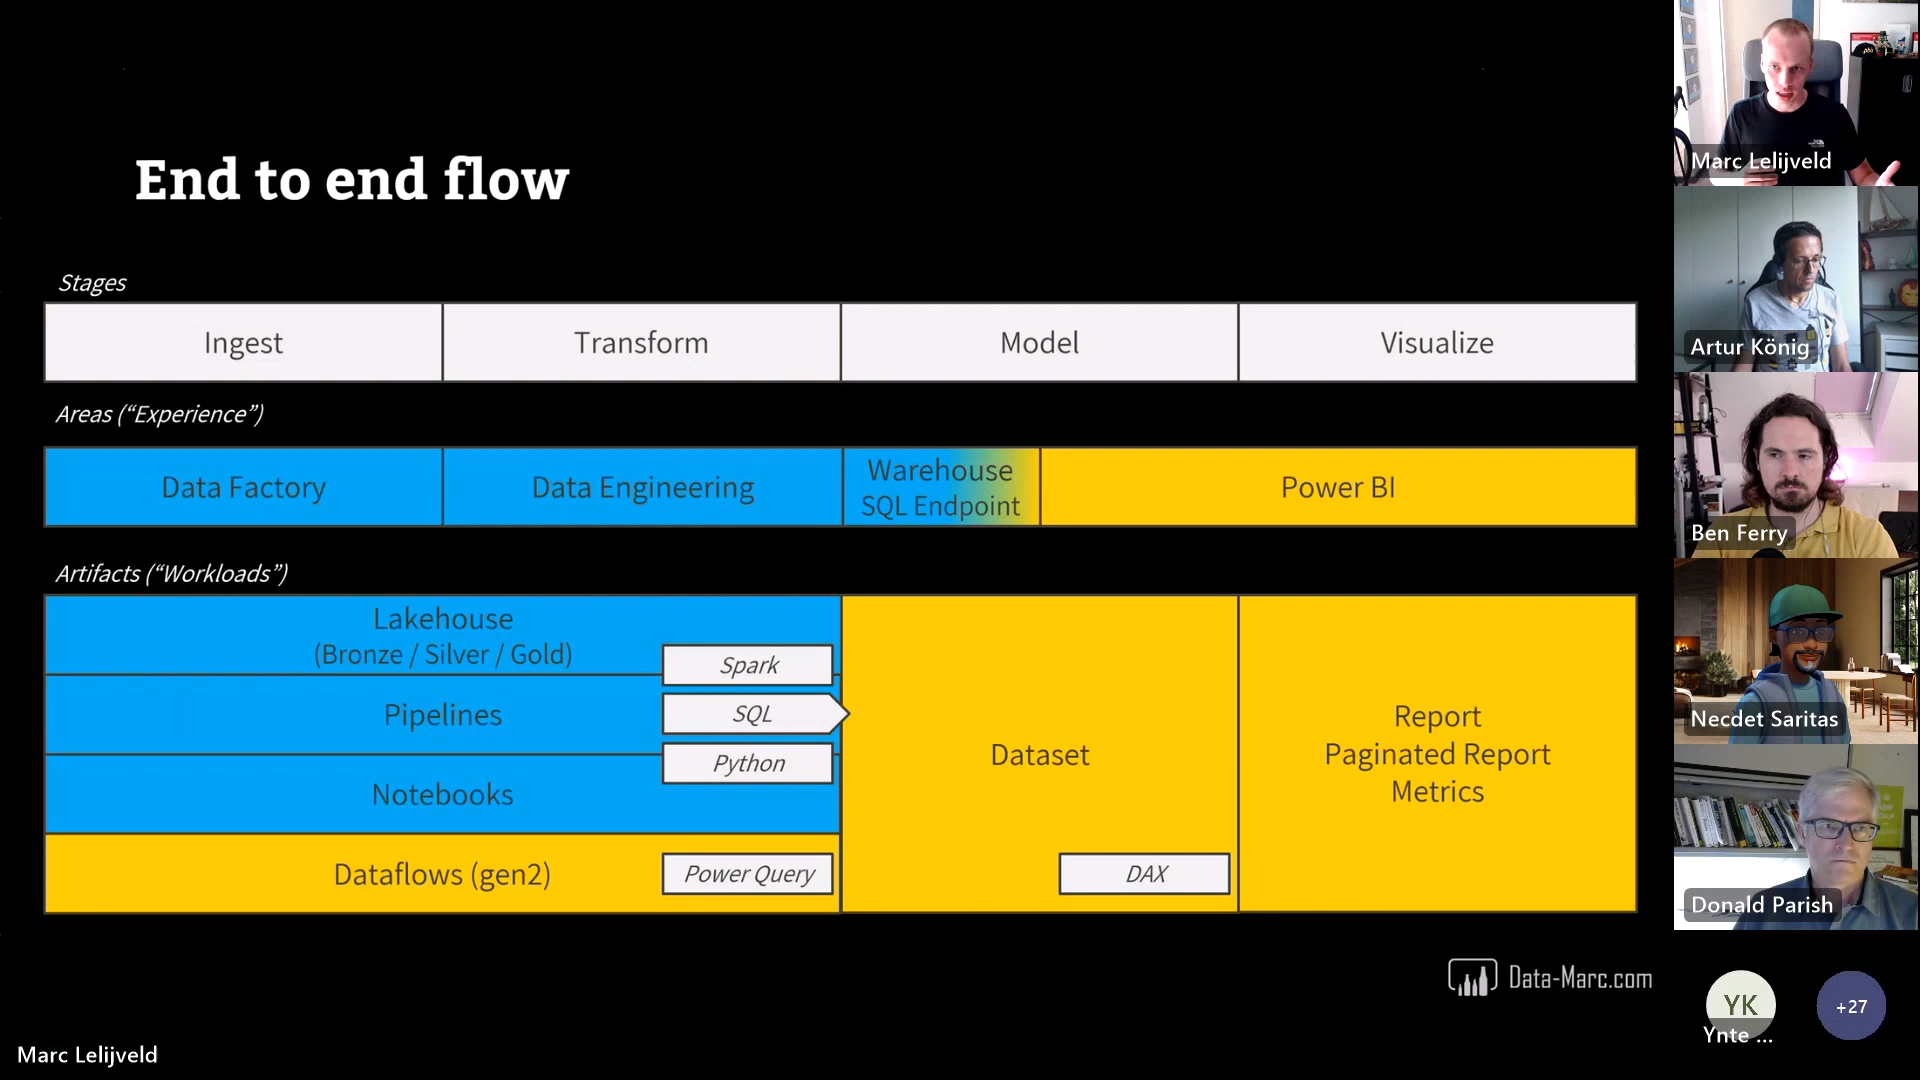 End to end flow
Stages
Ingest
Transform
Model
Visualize
Areas (“Experience”)
Data Factory
Data Engineering
Warehouse
SQL Endpoint
Power BI
Artifacts (“Workloads”)
Lakehouse
(Bronze / Silver / Gold)
Spark
Pipelines
SQL
Python
Notebooks
Dataflows (gen2)
Power Query
Dataset
DAX
Report
Paginated Report
Metrics
Data-Marc.com
Marc Lelijveld
Marc Lelijveld
Artur König
Ben Ferry
Necdet Saritas
Donald Parish
YK
Ynte ...
+27